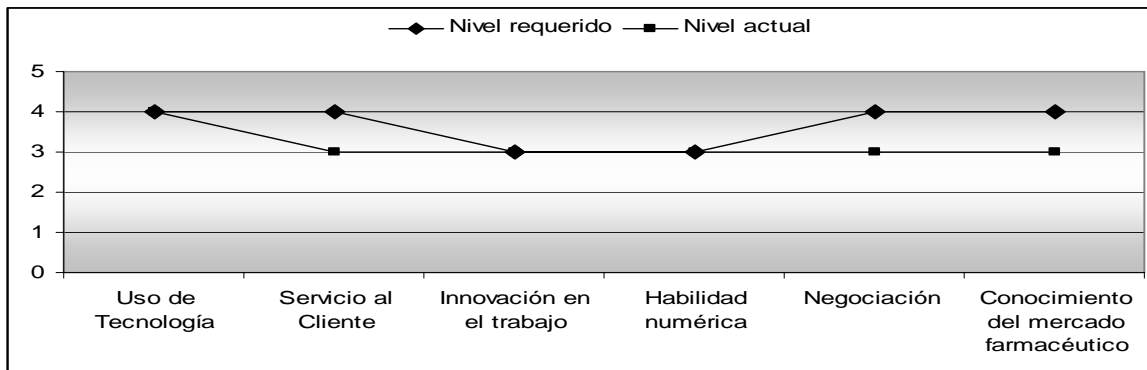 Nivel requerido Nivel actual
5
4
3
2
1
0
Uso de
Tecnología
Servicio al
Cliente
Innovación en
el trabajo
Habilidad
numérica
Negociación
Conocimiento
del mercado
farmacéutico